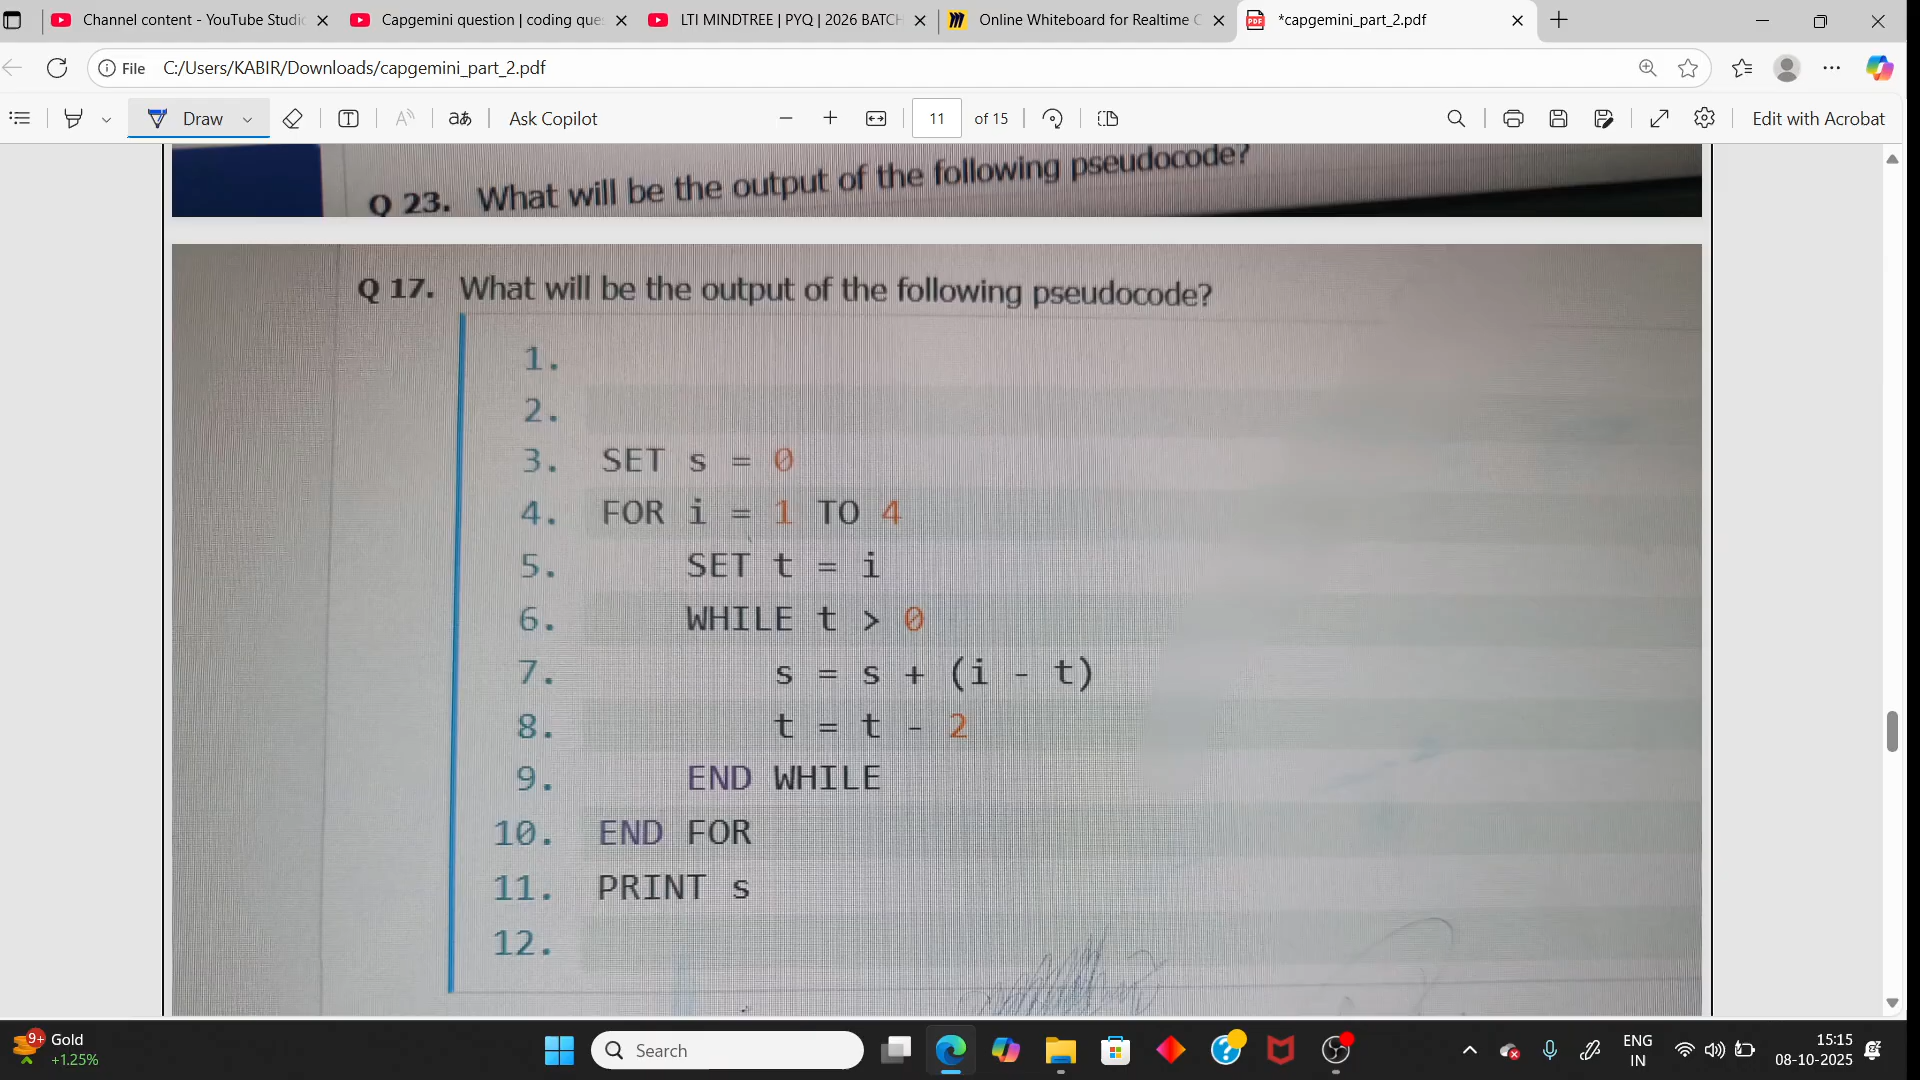 Channel content - YouTube Studi
Capgemini question | coding que
LTI MINDTREE | PYQ | 2026 BATCH
Online Whiteboard for Realtime C
*capgemini_part_2.pdf
File C:/Users/KABIR/Downloads/capgemini_part_2.pdf
Draw
aあ
Ask Copilot
11 of 15
Edit with Acrobat
Q 23. What will be the output of the following pseudocode?
Q 17. What will be the output of the following pseudocode?
1.
2.
3. SET s = 0
4. FOR i = 1 TO 4
5. SET t = i
6. WHILE t > 0
7. s = s + (i - t)
8. t = t - 2
9. END WHILE
10. END FOR
11. PRINT s
12.
9+ Gold
+1.25%
Search
ENG
IN
15:15
08-10-2025